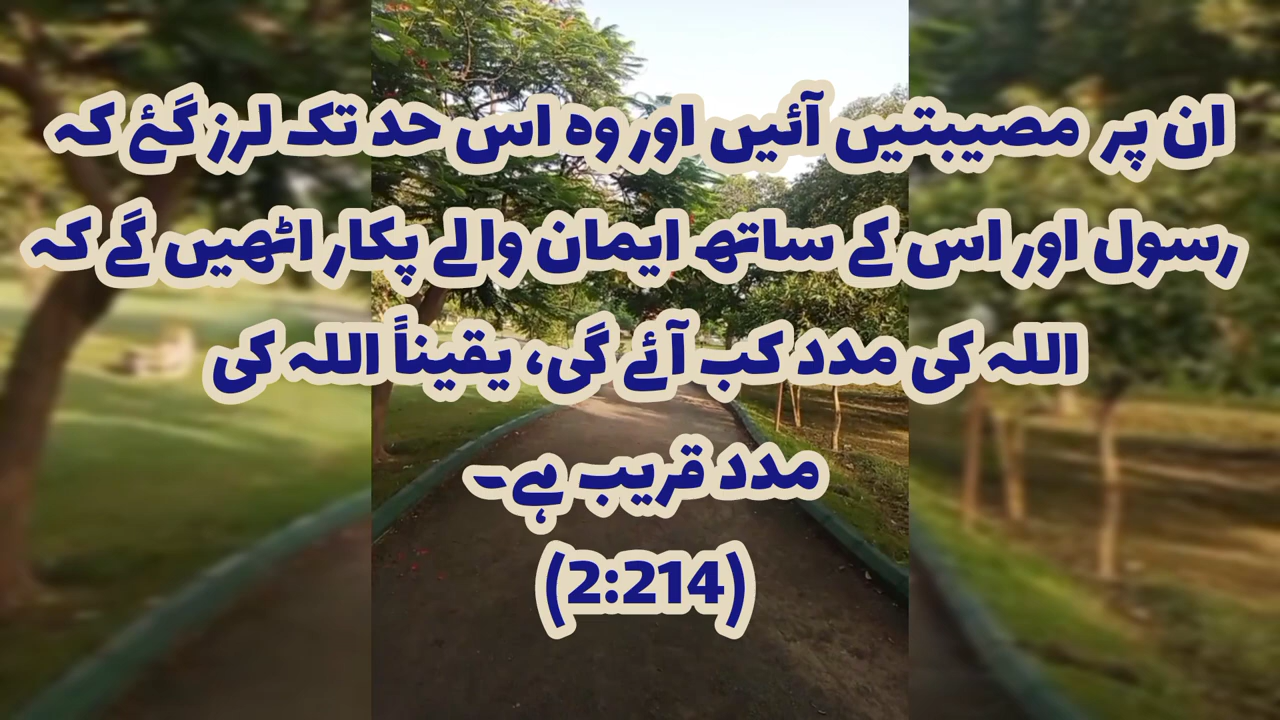 ان پر مصیبتیں آئیں اور وہ اس حد تک لرز گئے کہ
رسول اور اس کے ساتھ ایمان والے پکار اٹھیں گے کہ
اللہ کی مدد کب آئے گی، یقیناً اللہ کی
مدد قریب ہے۔
(2:214)